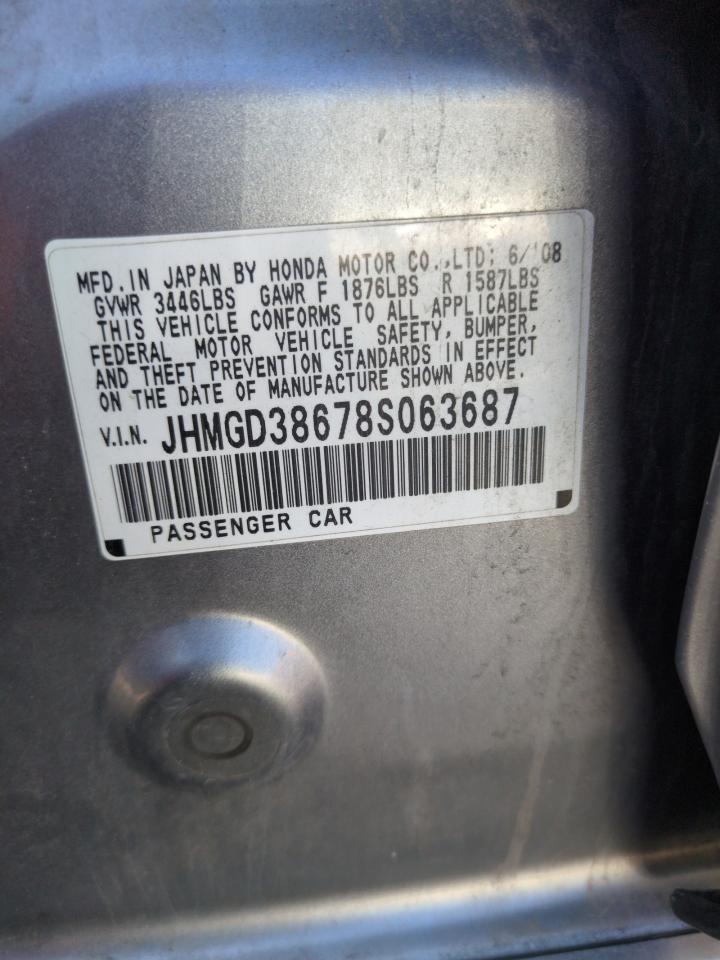 MFD. IN JAPAN BY HONDA MOTOR CO., LTD; 6/'08
GVWR 3446LBS GAWR F 1876LBS R 1587LBS
THIS VEHICLE CONFORMS TO ALL APPLICABLE
FEDERAL MOTOR VEHICLE SAFETY, BUMPER,
AND THEFT PREVENTION STANDARDS IN EFFECT
ON THE DATE OF MANUFACTURE SHOWN ABOVE.
V.I.N. JHMGD38678S063687
PASSENGER CAR